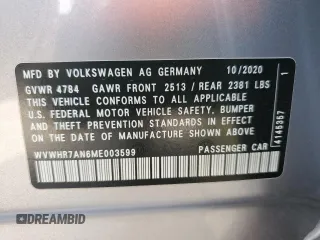 MFD BY VOLKSWAGEN AG GERMANY 10/2020
GVWR 4784 GAWR FRONT 2513 / REAR 2381 LBS
THIS VEHICLE CONFORMS TO ALL APPLICABLE
U.S. FEDERAL MOTOR VEHICLE SAFETY, BUMPER
AND THEFT PREVENTION STANDARDS IN EFFECT
ON THE DATE OF MANUFACTURE SHOWN ABOVE
WVWHR7AN6ME003599 PASSENGER CAR
4145357 1
DREAMBID